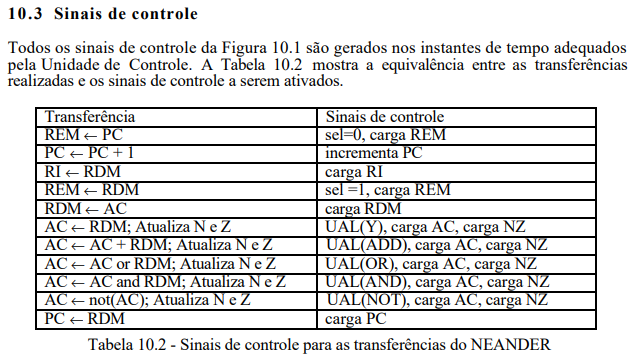 10.3 Sinais de controle
Todos os sinais de controle da Figura 10.1 são gerados nos instantes de tempo adequados
pela Unidade de Controle. A Tabela 10.2 mostra a equivalência entre as transferências
realizadas e os sinais de controle a serem ativados.
Transferência Sinais de controle
REM ← PC sel=0, carga REM
PC ← PC + 1 incrementa PC
RI ← RDM carga RI
REM ← RDM sel =1, carga REM
RDM ← AC carga RDM
AC ← RDM; Atualiza N e Z UAL(Y), carga AC, carga NZ
AC ← AC + RDM; Atualiza N e Z UAL(ADD), carga AC, carga NZ
AC ← AC or RDM; Atualiza N e Z UAL(OR), carga AC, carga NZ
AC ← AC and RDM; Atualiza N e Z UAL(AND), carga AC, carga NZ
AC ← not(AC); Atualiza N e Z UAL(NOT), carga AC, carga NZ
PC ← RDM carga PC
Tabela 10.2 - Sinais de controle para as transferências do NEANDER